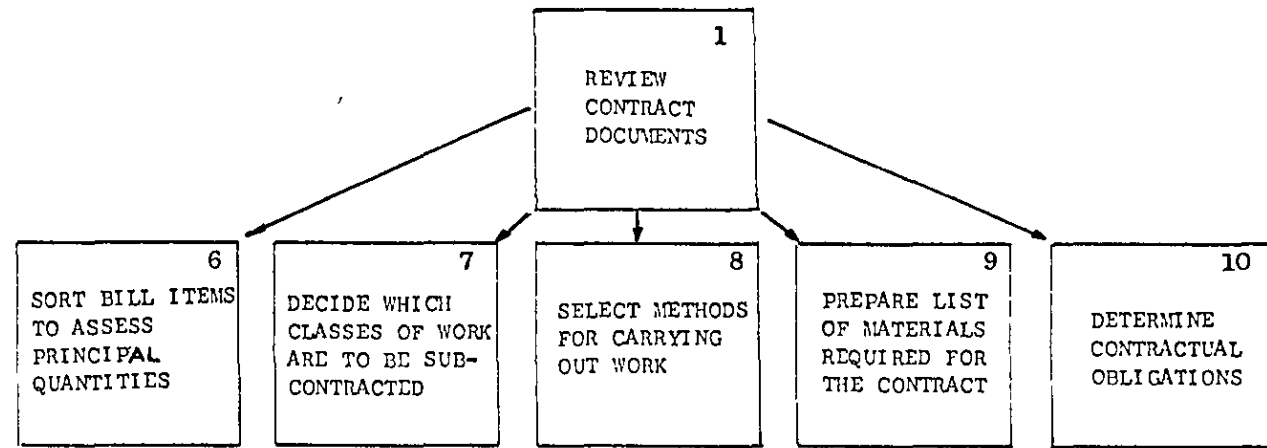 1
REVIEW
CONTRACT
DOCUMENTS
6
SORT BILL ITEMS
TO ASSESS
PRINCIPAL
QUANTITIES
7
DECIDE WHICH
CLASSES OF WORK
ARE TO BE SUB-
CONTRACTED
8
SELECT METHODS
FOR CARRYING
OUT WORK
9
PREPARE LIST
OF MATERIALS
REQUIRED FOR
THE CONTRACT
10
DETERMINE
CONTRACTUAL
OBLIGATIONS